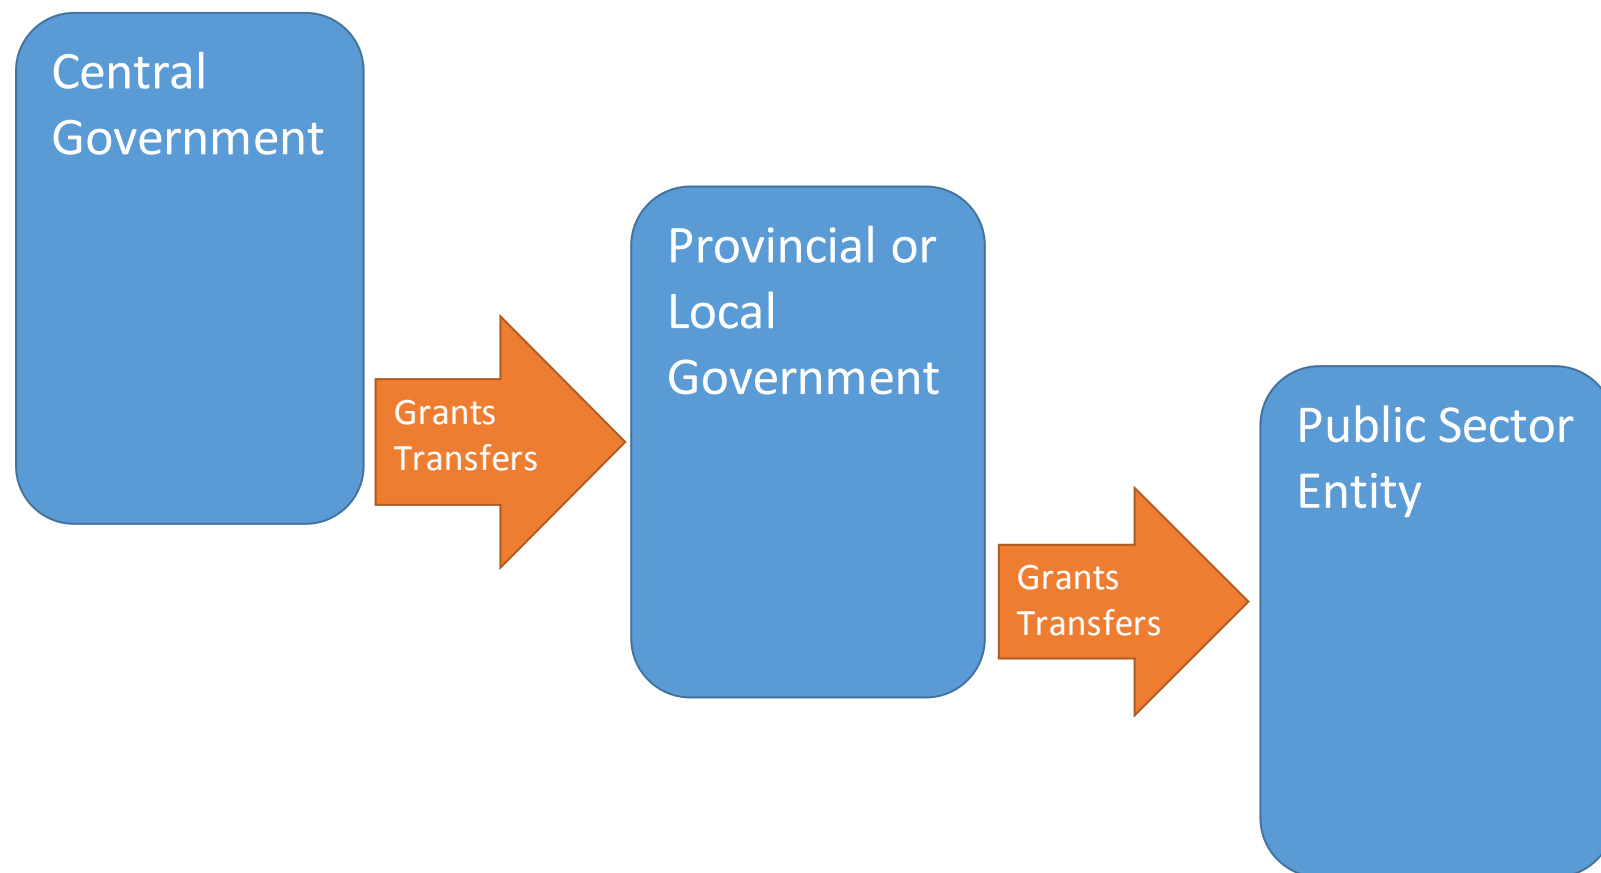 Central
Government
Provincial or
Local
Government
Grants
Transfers
Public Sector
Entity
Grants
Transfers